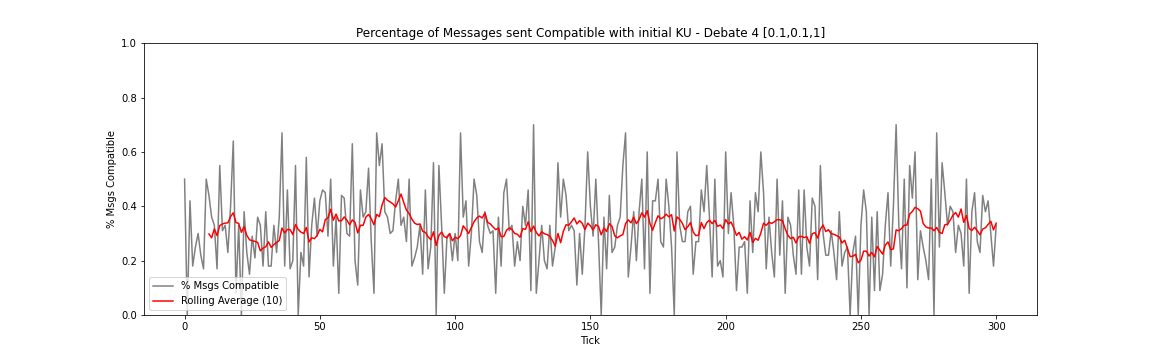 Percentage of Messages sent Compatible with initial KU - Debate 4 [0.1,0.1,1]
1.0
0.8
0.6
0.4
0.2
0.0
% Msgs Compatible
% Msgs Compatible
Rolling Average (10)
0 50 100 150 200 250 300
Tick